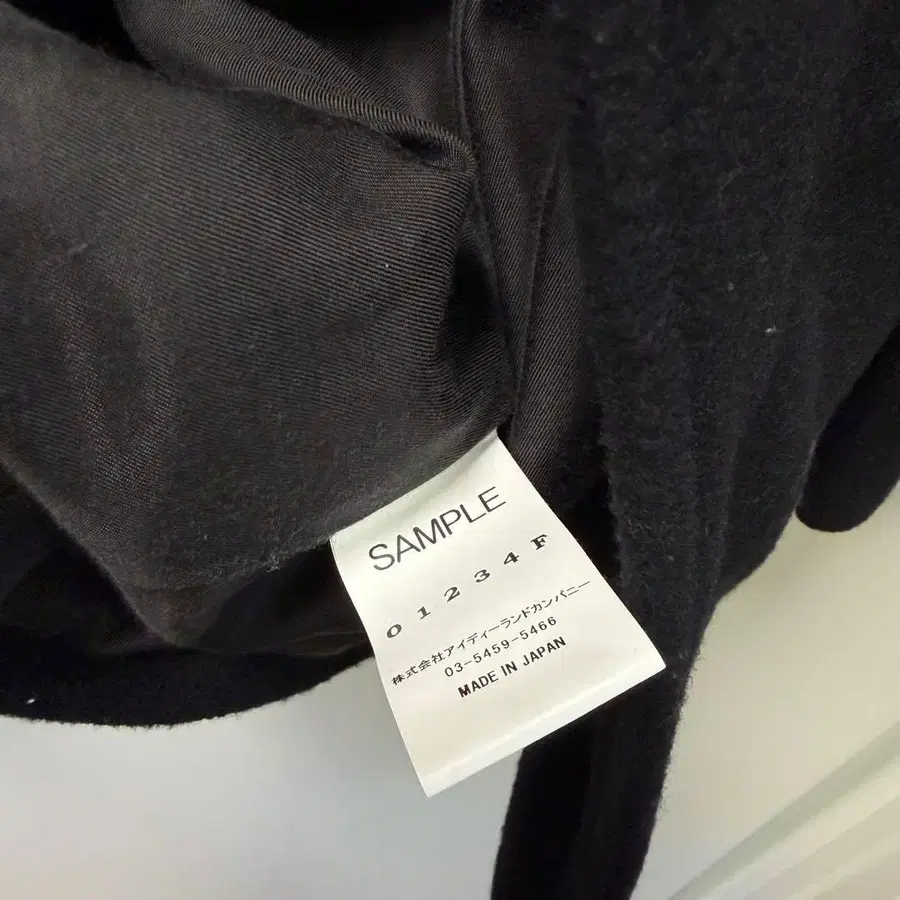 SAMPLE
0 1 2 3 4 F
株式会社アイディーランドカンパニー
03-5459-5466
MADE IN JAPAN